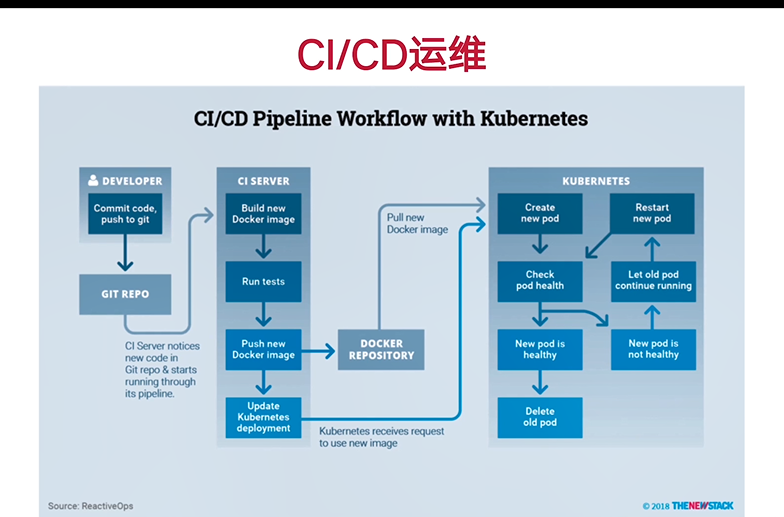 CI/CD运维
CI/CD Pipeline Workflow with Kubernetes
DEVELOPER
Commit code,
push to git
GIT REPO
CI Server notices
new code in
Git repo & starts
running through
its pipeline.
CI SERVER
Build new
Docker image
Run tests
Push new
Docker image
Update
Kubernetes
deployment
DOCKER
REPOSITORY
Pull new
Docker image
Kubernetes receives request
to use new image
KUBERNETES
Create
new pod
Restart
new pod
Check
pod health
Let old pod
continue running
New pod is
healthy
New pod is
not healthy
Delete
old pod
Source: ReactiveOps
© 2018 THENEWSTACK